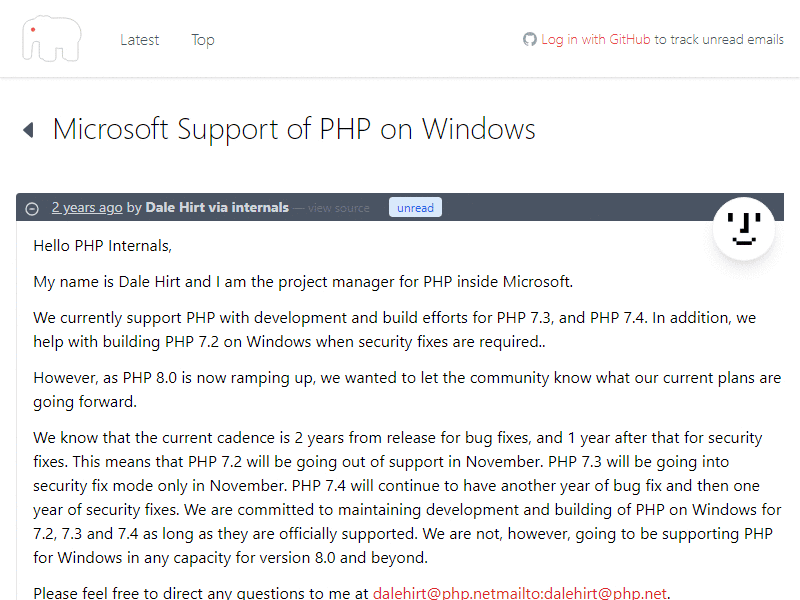 Latest Top Log in with GitHub to track unread emails
Microsoft Support of PHP on Windows
2 years ago by Dale Hirt via internals — view source unread
Hello PHP Internals,
My name is Dale Hirt and I am the project manager for PHP inside Microsoft.
We currently support PHP with development and build efforts for PHP 7.3, and PHP 7.4. In addition, we
help with building PHP 7.2 on Windows when security fixes are required..
However, as PHP 8.0 is now ramping up, we wanted to let the community know what our current plans are
going forward.
We know that the current cadence is 2 years from release for bug fixes, and 1 year after that for security
fixes. This means that PHP 7.2 will be going out of support in November. PHP 7.3 will be going into
security fix mode only in November. PHP 7.4 will continue to have another year of bug fix and then one
year of security fixes. We are committed to maintaining development and building of PHP on Windows for
7.2, 7.3 and 7.4 as long as they are officially supported. We are not, however, going to be supporting PHP
for Windows in any capacity for version 8.0 and beyond.
Please feel free to direct any questions to me at dalehirt@php.netmailto:dalehirt@php.net.